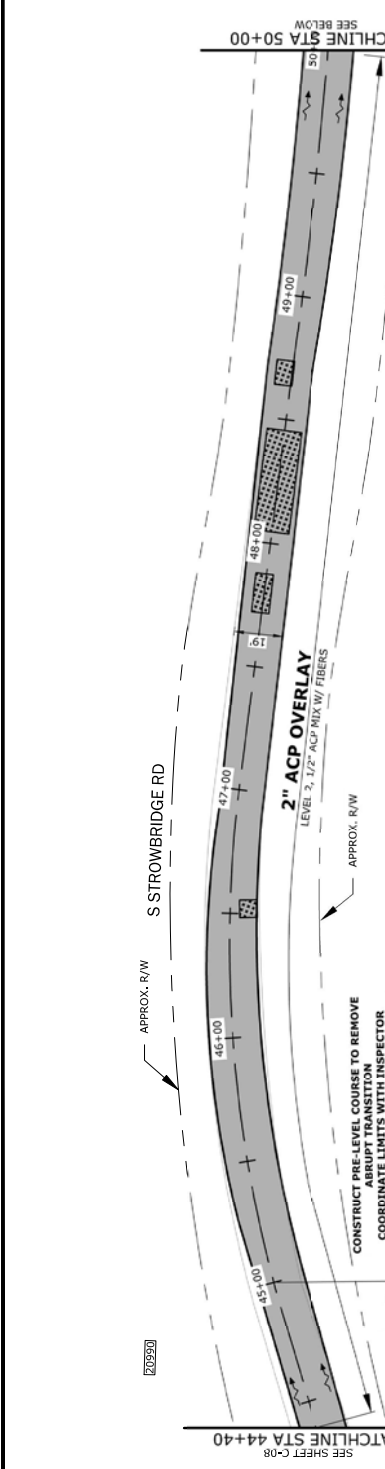 SEE BELOW
CHLINE STA 50+00
50+
49+00
48+00
19'
2" ACP OVERLAY
LEVEL 2, 1/2" ACP MIX W/ FIBERS
47+00
S STROWBRIDGE RD
APPROX. R/W
APPROX. R/W
46+00
CONSTRUCT PRE-LEVEL COURSE TO REMOVE
ABRUPT TRANSITION
COORDINATE LIMITS WITH INSPECTOR
45+00
20990
ATCHLINE STA 44+40
SEE SHEET C-08